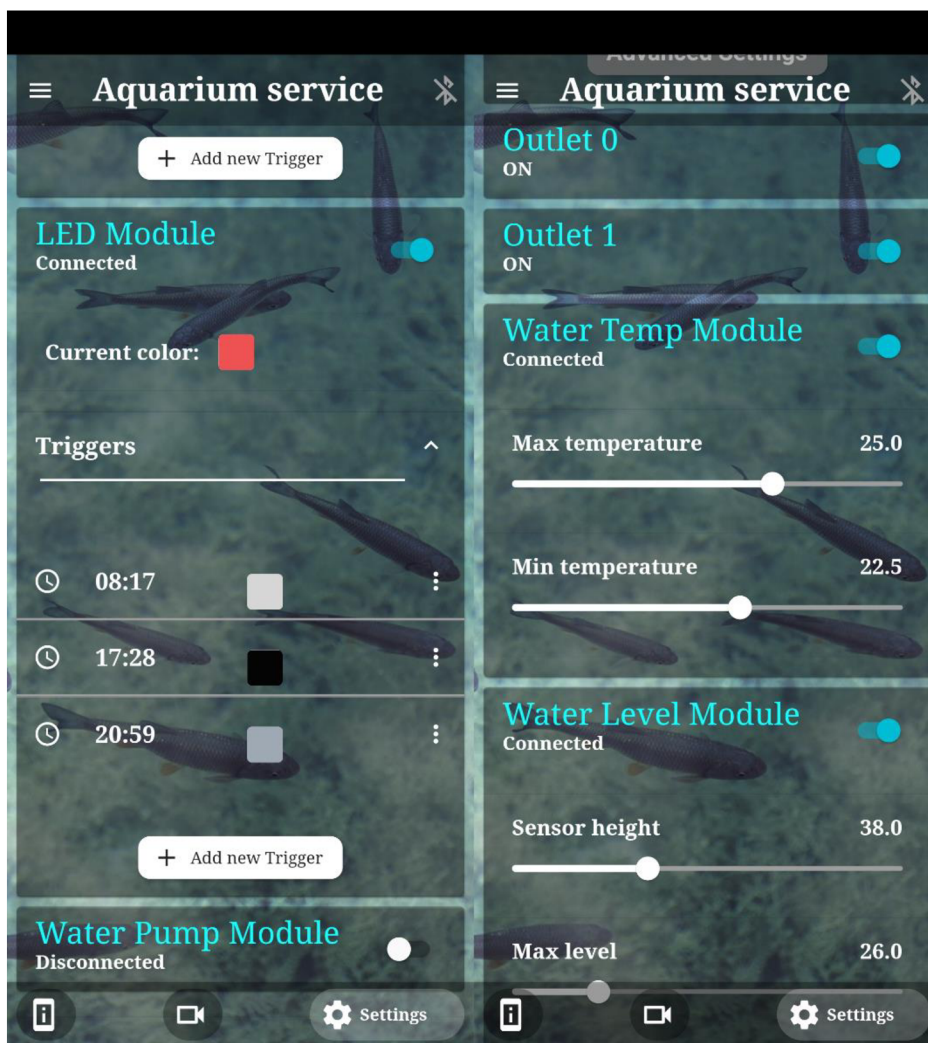 Aquarium service
+ Add new Trigger
LED Module
Connected
Current color:
Triggers
08:17
17:28
20:59
+ Add new Trigger
Water Pump Module
Disconnected
Settings
Advanced Settings
Aquarium service
Outlet 0
ON
Outlet 1
ON
Water Temp Module
Connected
Max temperature 25.0
Min temperature 22.5
Water Level Module
Connected
Sensor height 38.0
Max level 26.0
Settings